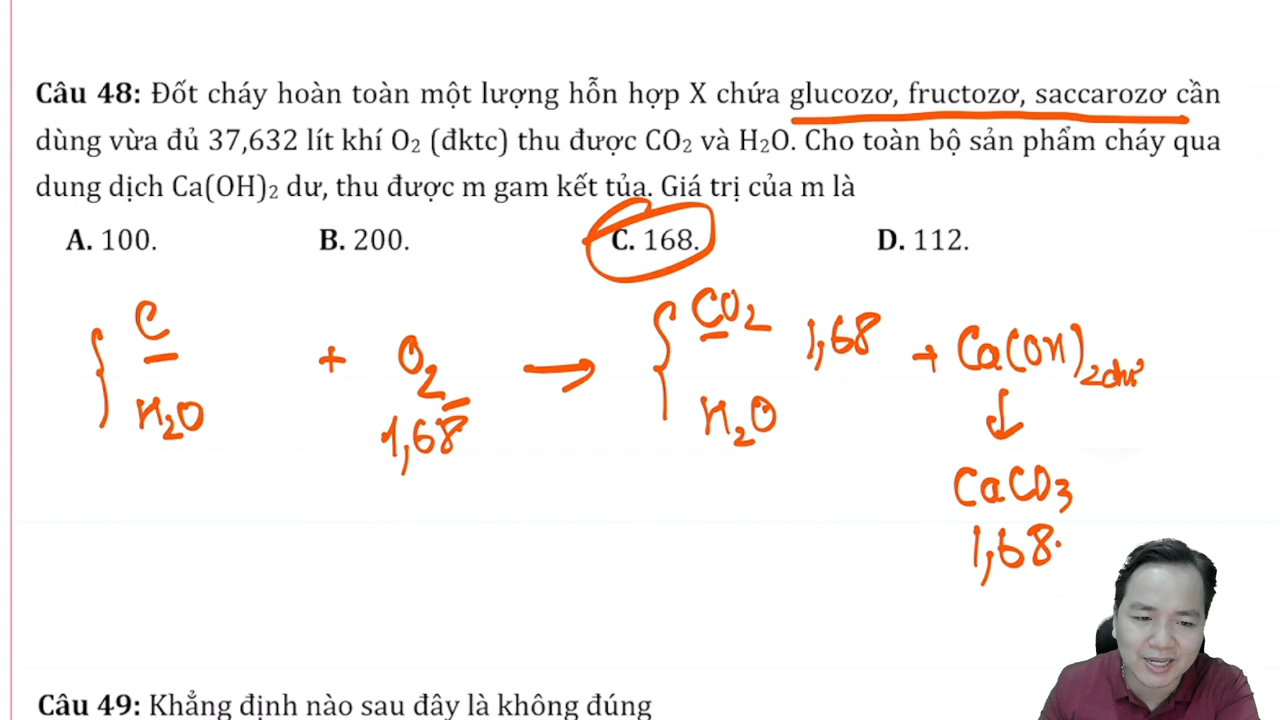 Câu 48: Đốt cháy hoàn toàn một lượng hỗn hợp X chứa glucozơ, fructozơ, saccarozơ cần
dùng vừa đủ 37,632 lít khí O₂ (đktc) thu được CO₂ và H₂O. Cho toàn bộ sản phẩm cháy qua
dung dịch Ca(OH)₂ dư, thu được m gam kết tủa. Giá trị của m là
A. 100. B. 200. C. 168. D. 112.
{ C + O₂ → { CO₂ 1,68 + Ca(OH)₂ dư
H₂O 1,68 H₂O ↓
CaCO₃
1,68.
Câu 49: Khẳng định nào sau đây là không đúng